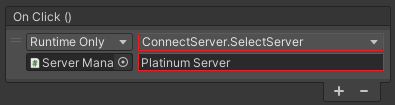 On Click ()
Runtime Only
ConnectServer.SelectServer
Server Mana
Platinum Server
+ −